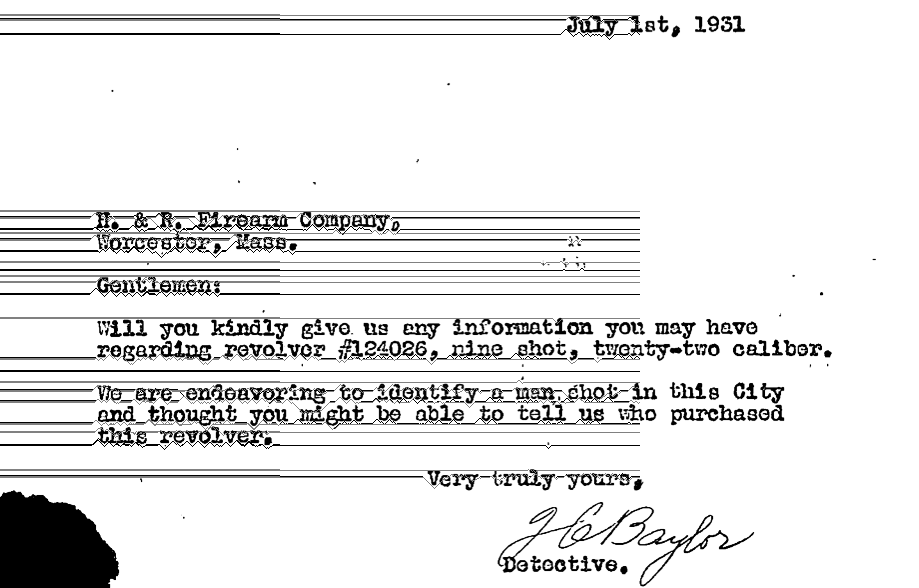 July 1st, 1931
H. & R. Firearm Company,
Worcester, Mass.
Gentlemen:
Will you kindly give us any information you may have
regarding revolver #124026, nine shot, twenty-two caliber.
We are endeavoring to identify a man shot in this City
and thought you might be able to tell us who purchased
this revolver.
Very truly yours,
J C Baylor
Detective.